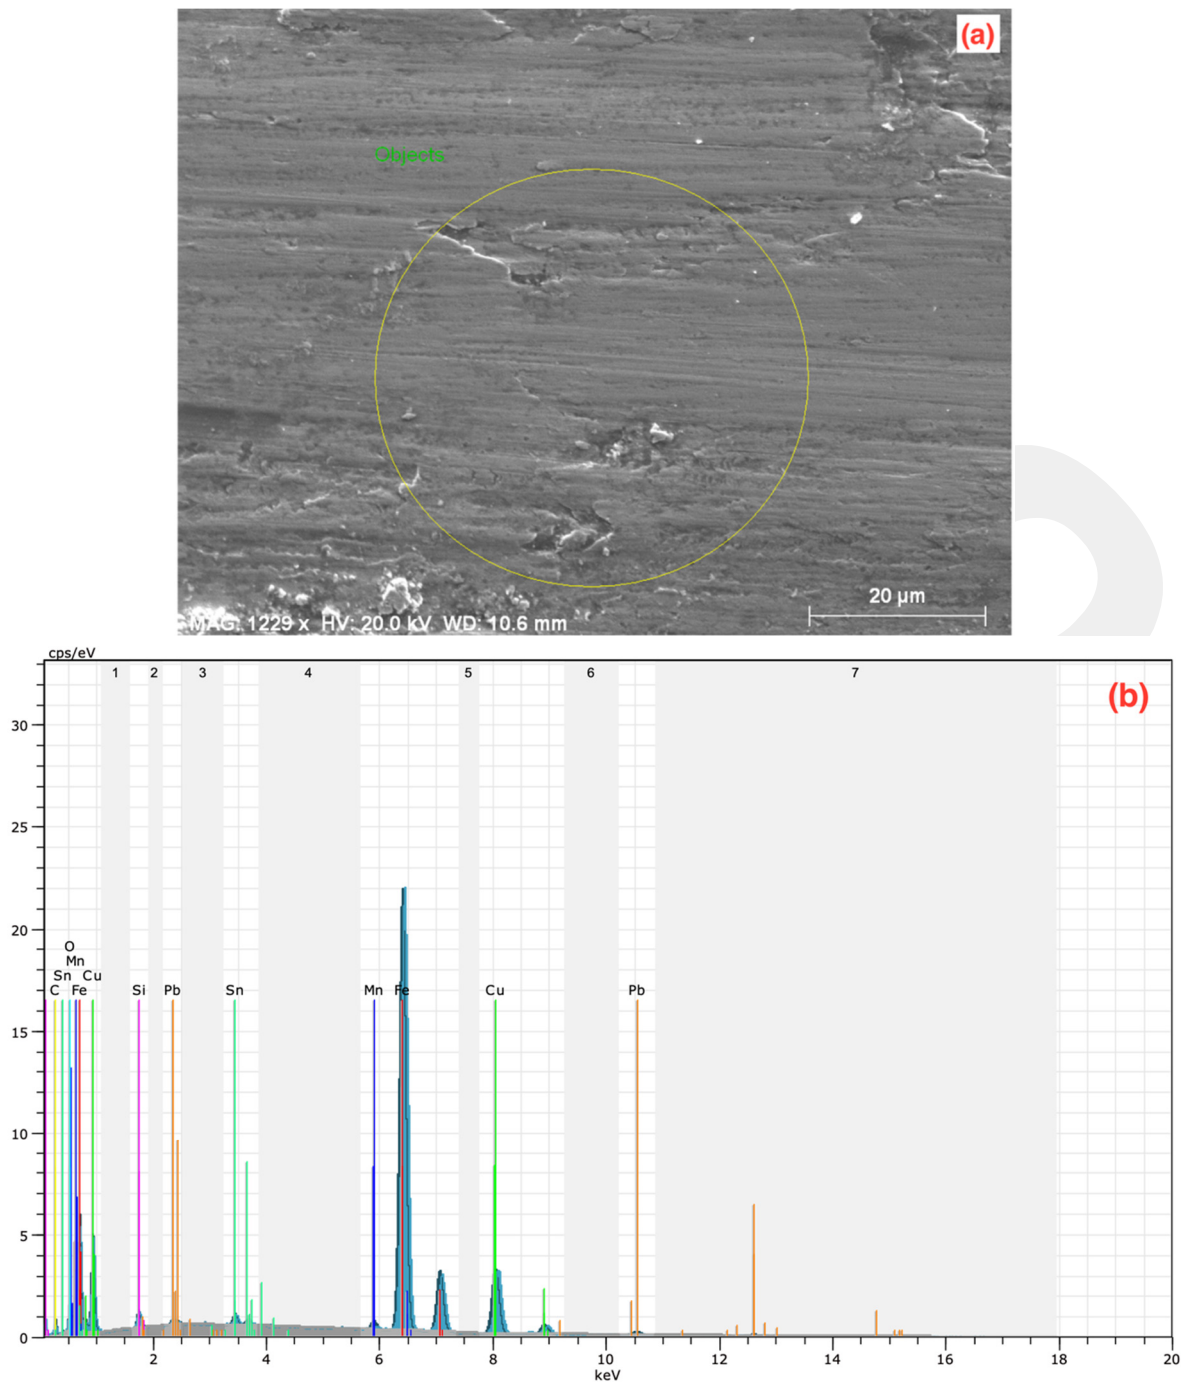 (a)
Objects
20 µm
MAG: 1229 x HV: 20.0 kV WD: 10.6 mm
cps/eV
1 2 3 4 5 6 7
(b)
30
25
20
O
Mn
Sn Cu
C Fe Si Pb Sn Mn Fe Cu Pb
15
10
5
0
2 4 6 8 10 12 14 16 18 20
keV